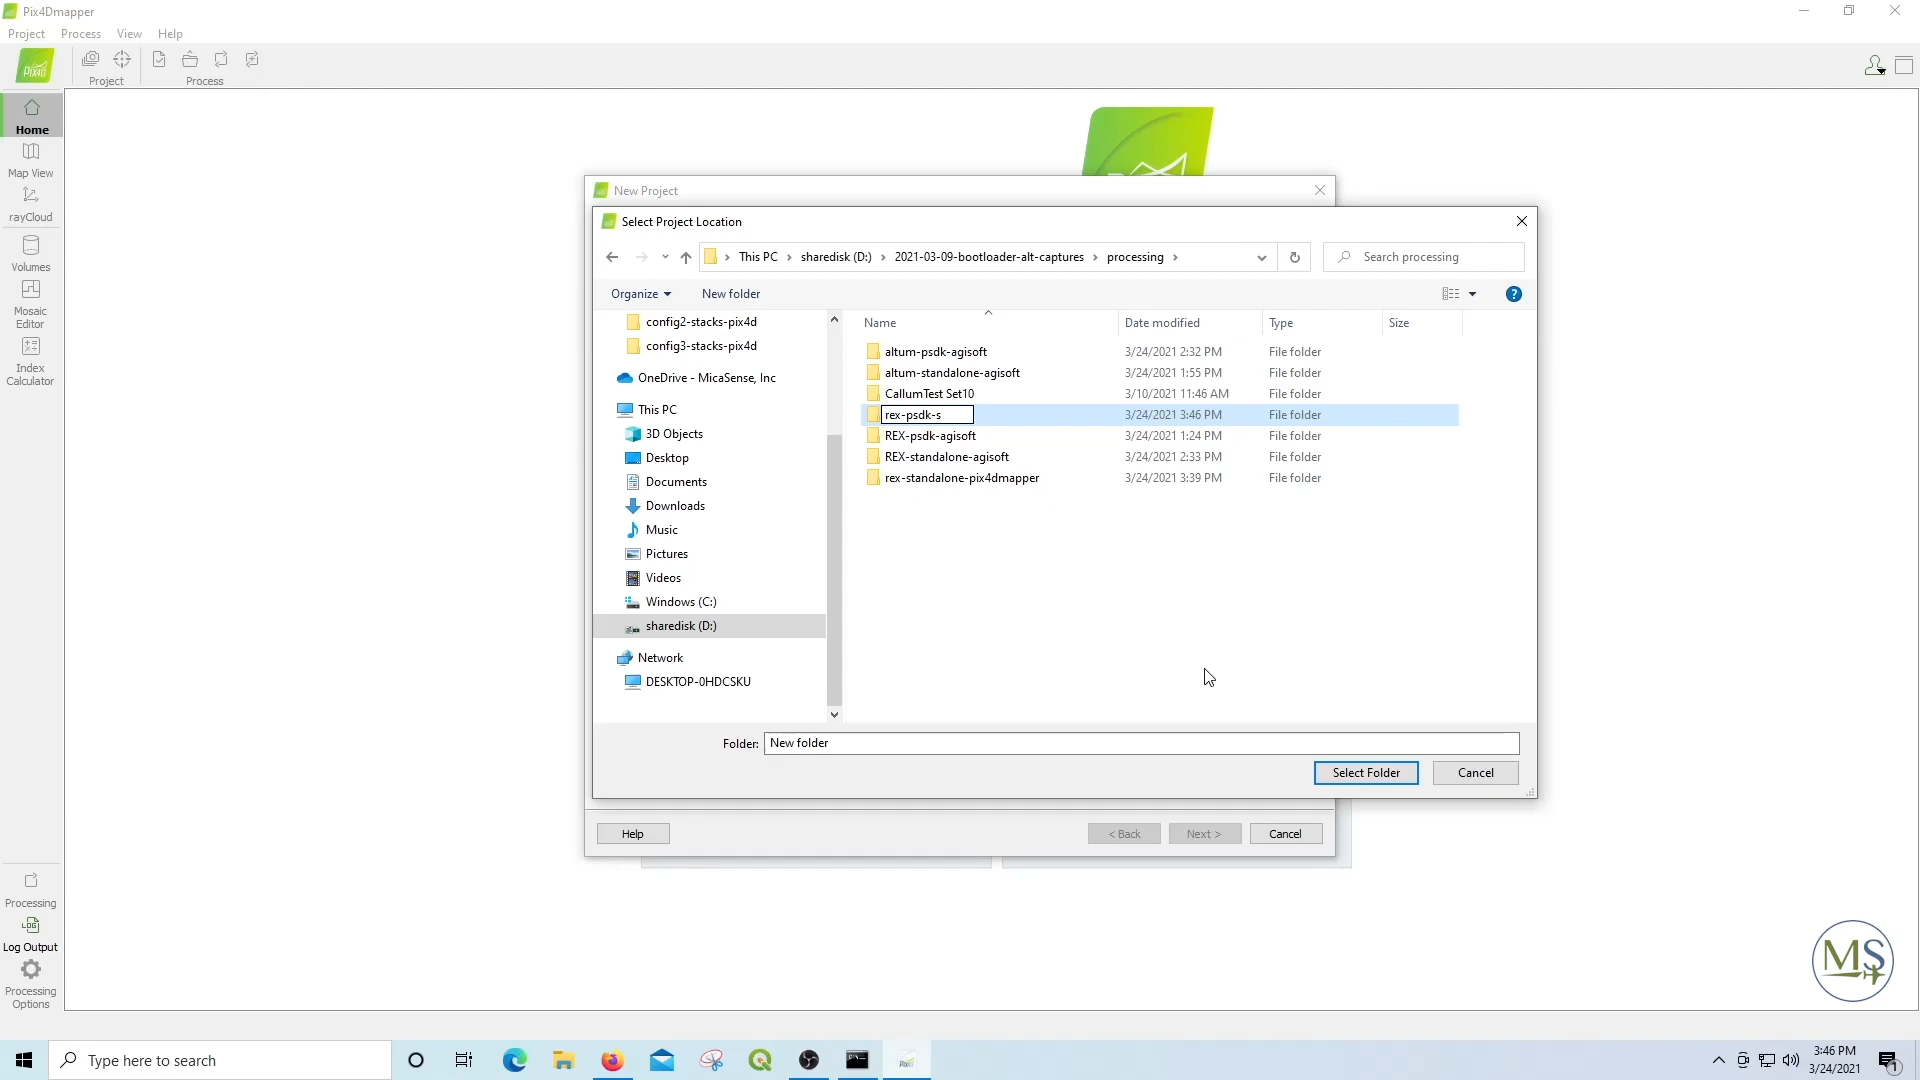 Pix4Dmapper
Project Process View Help
PIX4D
Project
Process
Home
Map View
rayCloud
Volumes
Mosaic
Editor
Index
Calculator
Processing
LOG
Log Output
Processing
Options
New Project
Select Project Location
This PC › sharedisk (D:) › 2021-03-09-bootloader-alt-captures › processing ›
Search processing
Organize
New folder
?
config2-stacks-pix4d
config3-stacks-pix4d
OneDrive - MicaSense, Inc
This PC
3D Objects
Desktop
Documents
Downloads
Music
Pictures
Videos
Windows (C:)
sharedisk (D:)
Network
DESKTOP-0HDCSKU
Name Date modified Type Size
altum-psdk-agisoft 3/24/2021 2:32 PM File folder
altum-standalone-agisoft 3/24/2021 1:55 PM File folder
CallumTest Set10 3/10/2021 11:46 AM File folder
rex-psdk-s 3/24/2021 3:46 PM File folder
REX-psdk-agisoft 3/24/2021 1:24 PM File folder
REX-standalone-agisoft 3/24/2021 2:33 PM File folder
rex-standalone-pix4dmapper 3/24/2021 3:39 PM File folder
Folder: New folder
Select Folder
Cancel
Help
< Back
Next >
Cancel
MS
Type here to search
3:46 PM
3/24/2021
1